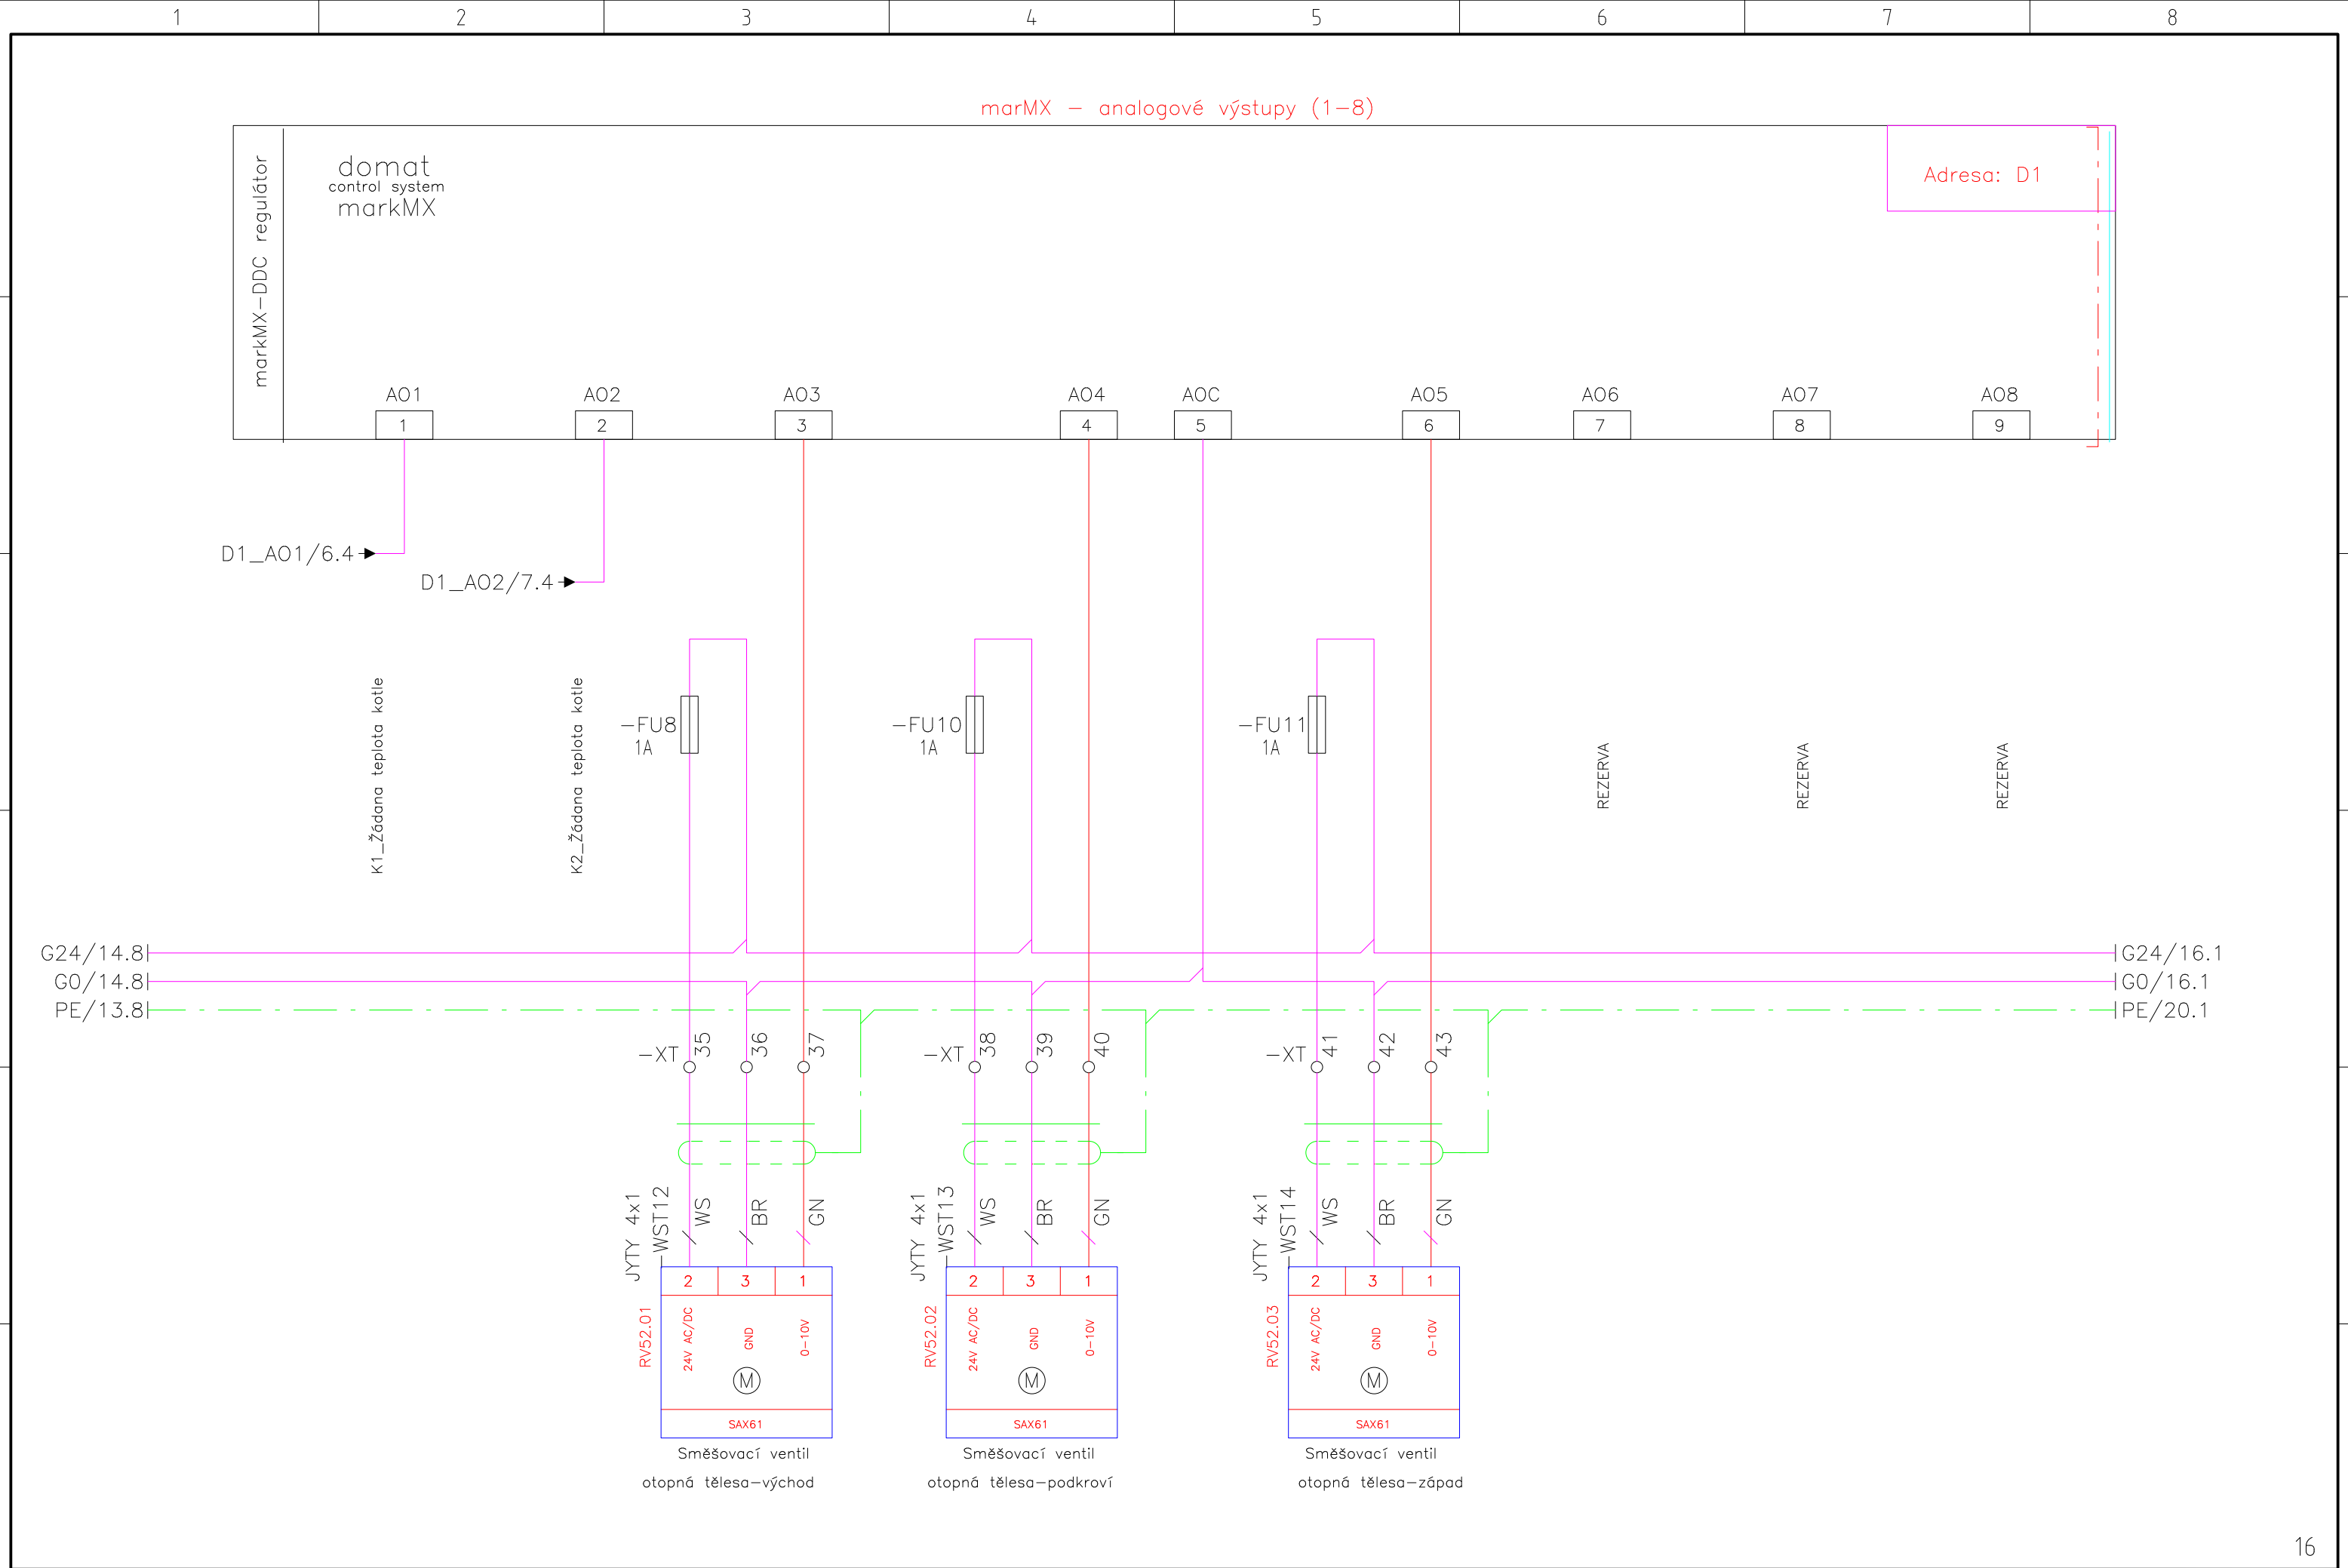 1 2 3 4 5 6 7 8
marMX – analogové výstupy (1–8)
markMX–DDC regulátor
domat
control system
markMX
Adresa: D1
AO1 AO2 AO3 AO4 AOC AO5 AO6 AO7 AO8
1 2 3 4 5 6 7 8 9
D1_AO1/6.4
D1_AO2/7.4
K1_Žádana teplota kotle
K2_Žádana teplota kotle
–FU8
1A
–FU10
1A
–FU11
1A
REZERVA
REZERVA
REZERVA
G24/14.8 G24/16.1
G0/14.8 G0/16.1
PE/13.8 PE/20.1
–XT 35 36 37
–XT 38 39 40
–XT 41 42 43
JYTY 4x1
WST12
WS BR GN
JYTY 4x1
WST13
WS BR GN
JYTY 4x1
WST14
WS BR GN
2 3 1
RV52.01
24V AC/DC
GND
0–10V
M
SAX61
Směšovací ventil
otopná tělesa–východ
2 3 1
RV52.02
24V AC/DC
GND
0–10V
M
SAX61
Směšovací ventil
otopná tělesa–podkroví
2 3 1
RV52.03
24V AC/DC
GND
0–10V
M
SAX61
Směšovací ventil
otopná tělesa–západ
16